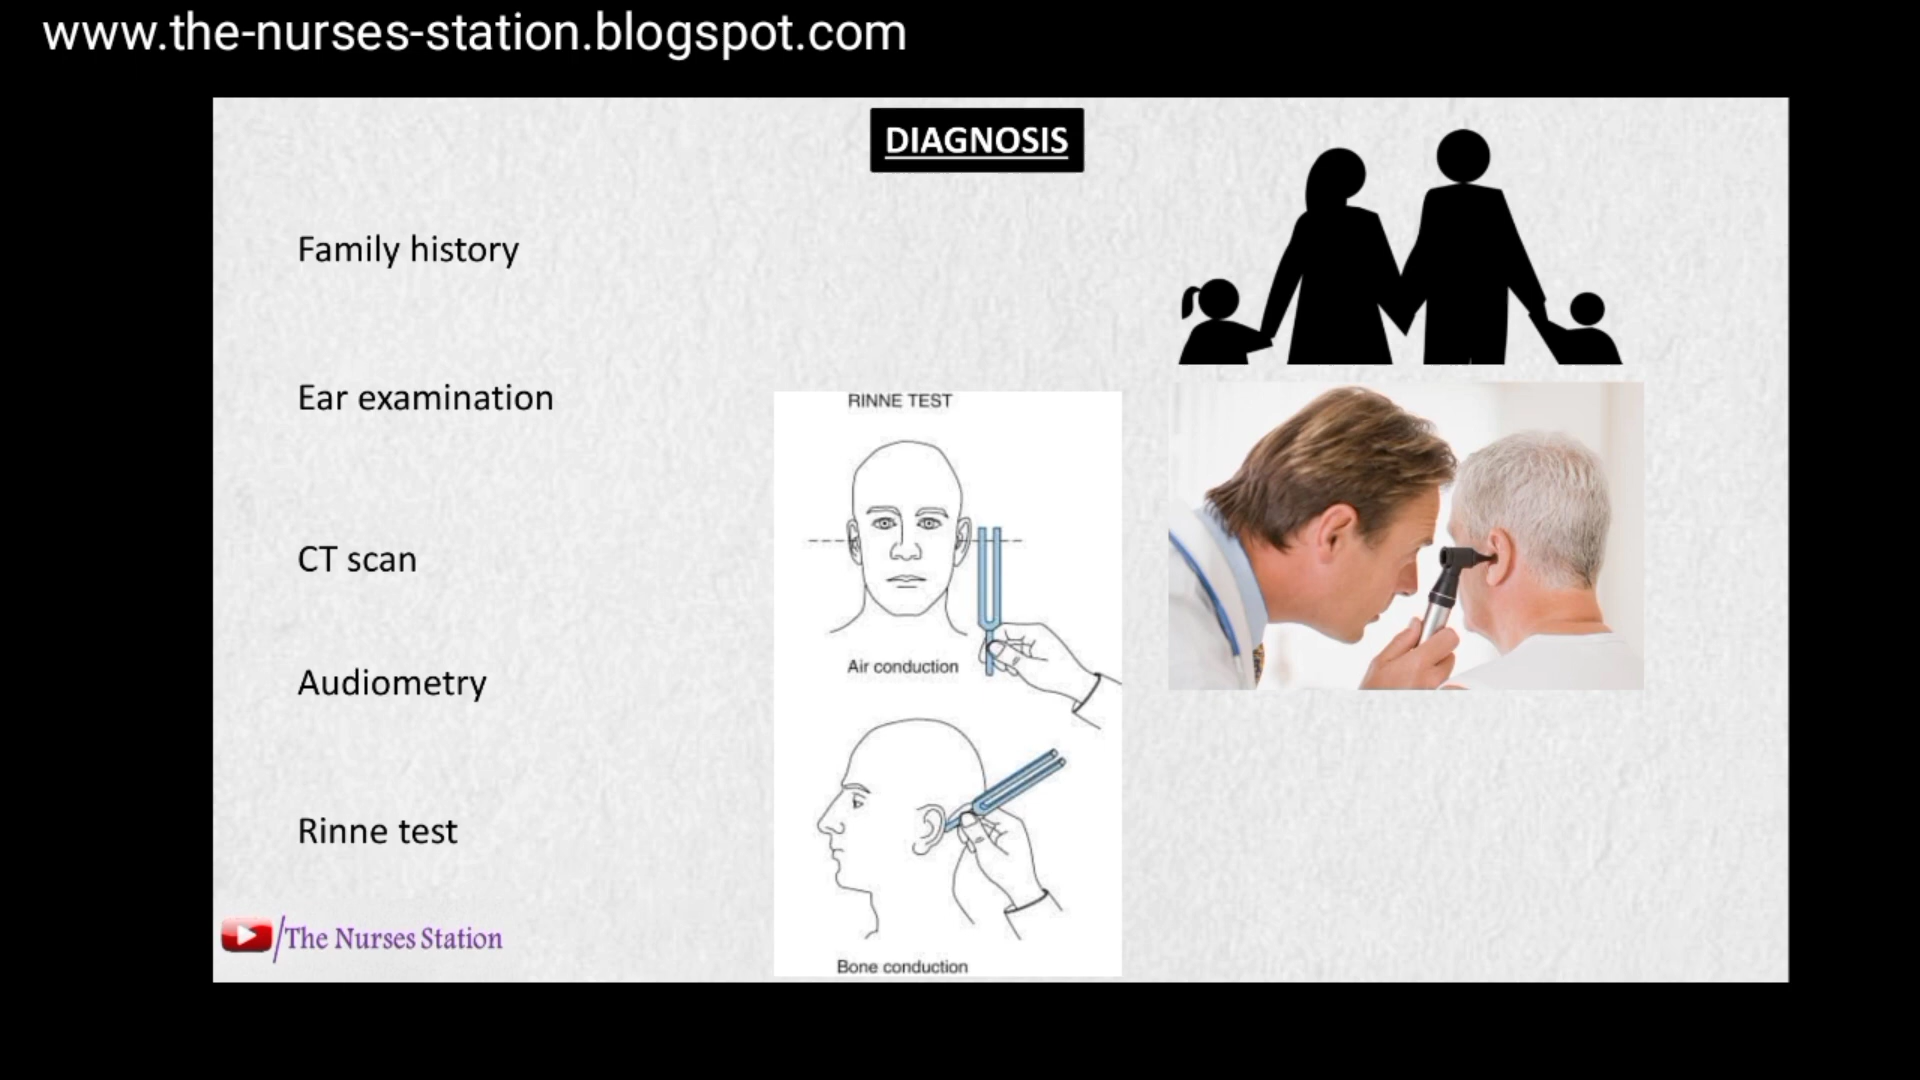 www.the-nurses-station.blogspot.com
DIAGNOSIS
Family history
Ear examination
CT scan
Audiometry
Rinne test
RINNE TEST
Air conduction
Bone conduction
/The Nurses Station